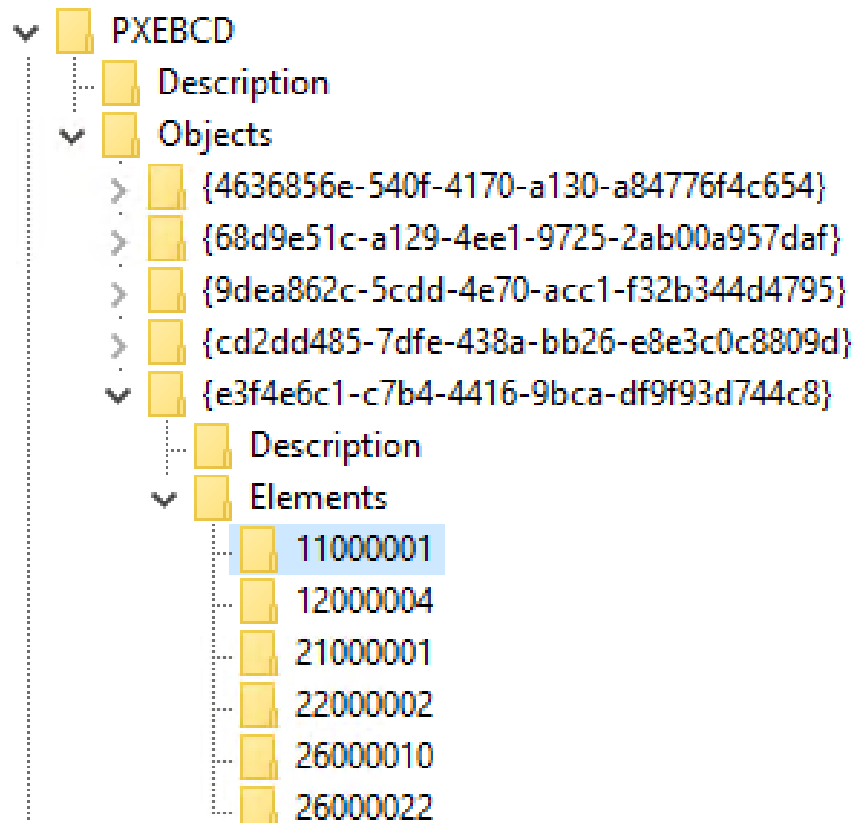 PXEBCD
Description
Objects
{4636856e-540f-4170-a130-a84776f4c654}
{68d9e51c-a129-4ee1-9725-2ab00a957daf}
{9dea862c-5cdd-4e70-acc1-f32b344d4795}
{cd2dd485-7dfe-438a-bb26-e8e3c0c8809d}
{e3f4e6c1-c7b4-4416-9bca-df9f93d744c8}
Description
Elements
11000001
12000004
21000001
22000002
26000010
26000022